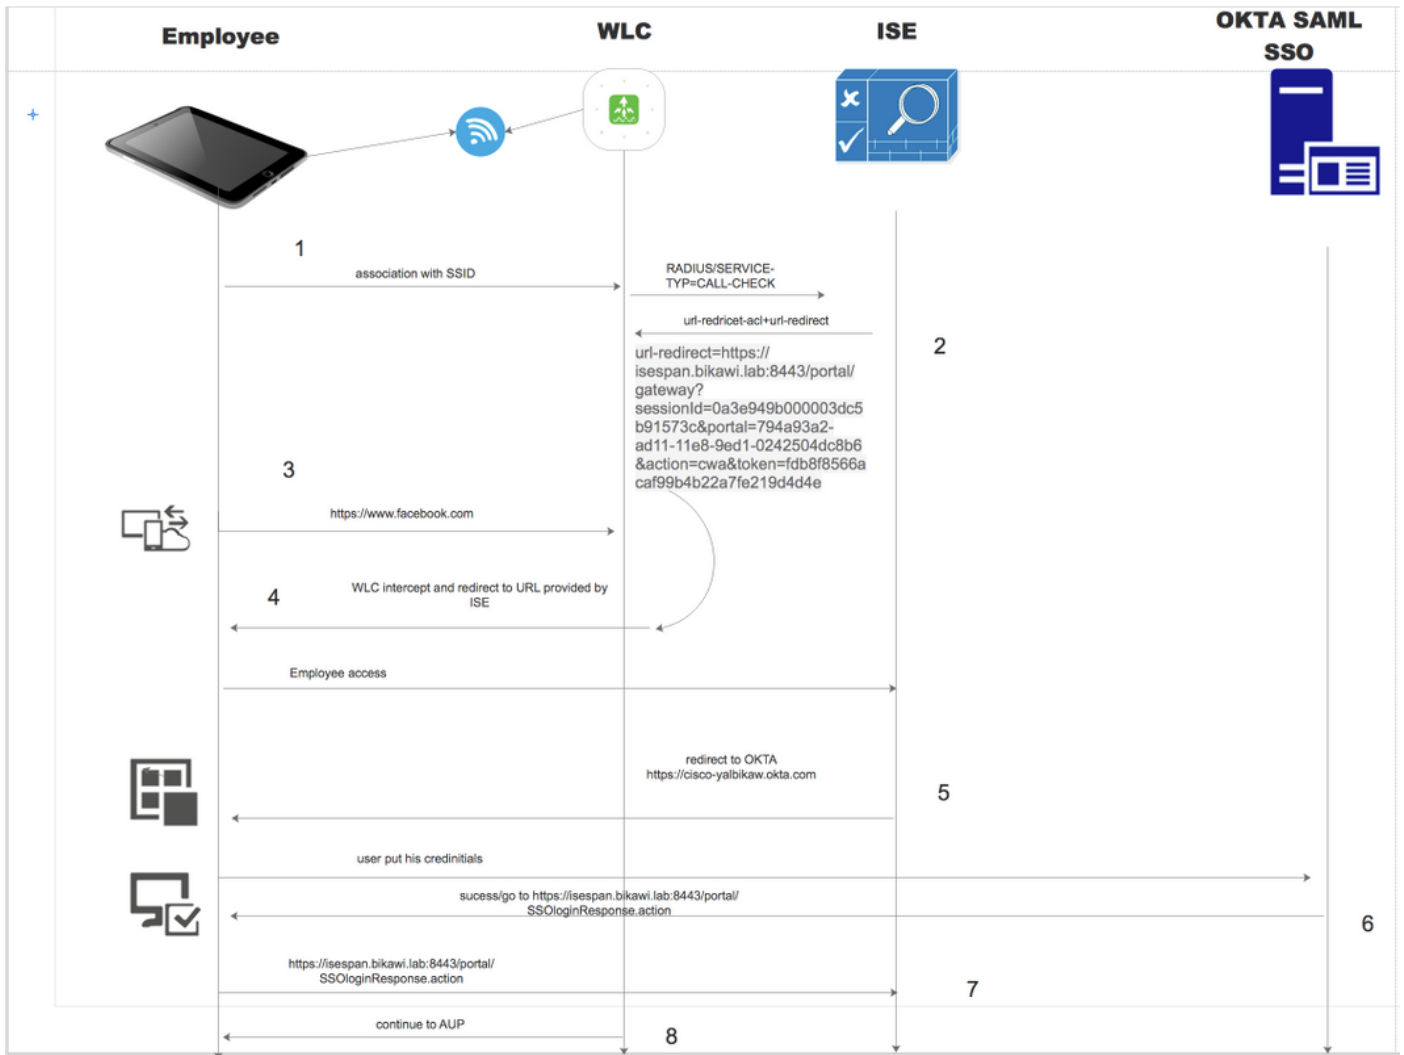 Employee
WLC
ISE
OKTA SAML
SSO
1
association with SSID
RADIUS/SERVICE-
TYP=CALL-CHECK
url-redricet-acl+url-redirect
2
url-redirect=https://
isespan.bikawi.lab:8443/portal/
gateway?
sessionId=0a3e949b000003dc5
b91573c&portal=794a93a2-
ad11-11e8-9ed1-0242504dc8b6
&action=cwa&token=fdb8f8566a
caf99b4b22a7fe219d4d4e
3
https://www.facebook.com
4
WLC intercept and redirect to URL provided by
ISE
Employee access
redirect to OKTA
https://cisco-yalbikaw.okta.com
5
user put his credinitials
sucess/go to https://isespan.bikawi.lab:8443/portal/
SSOloginResponse.action
6
https://isespan.bikawi.lab:8443/portal/
SSOloginResponse.action
7
continue to AUP
8